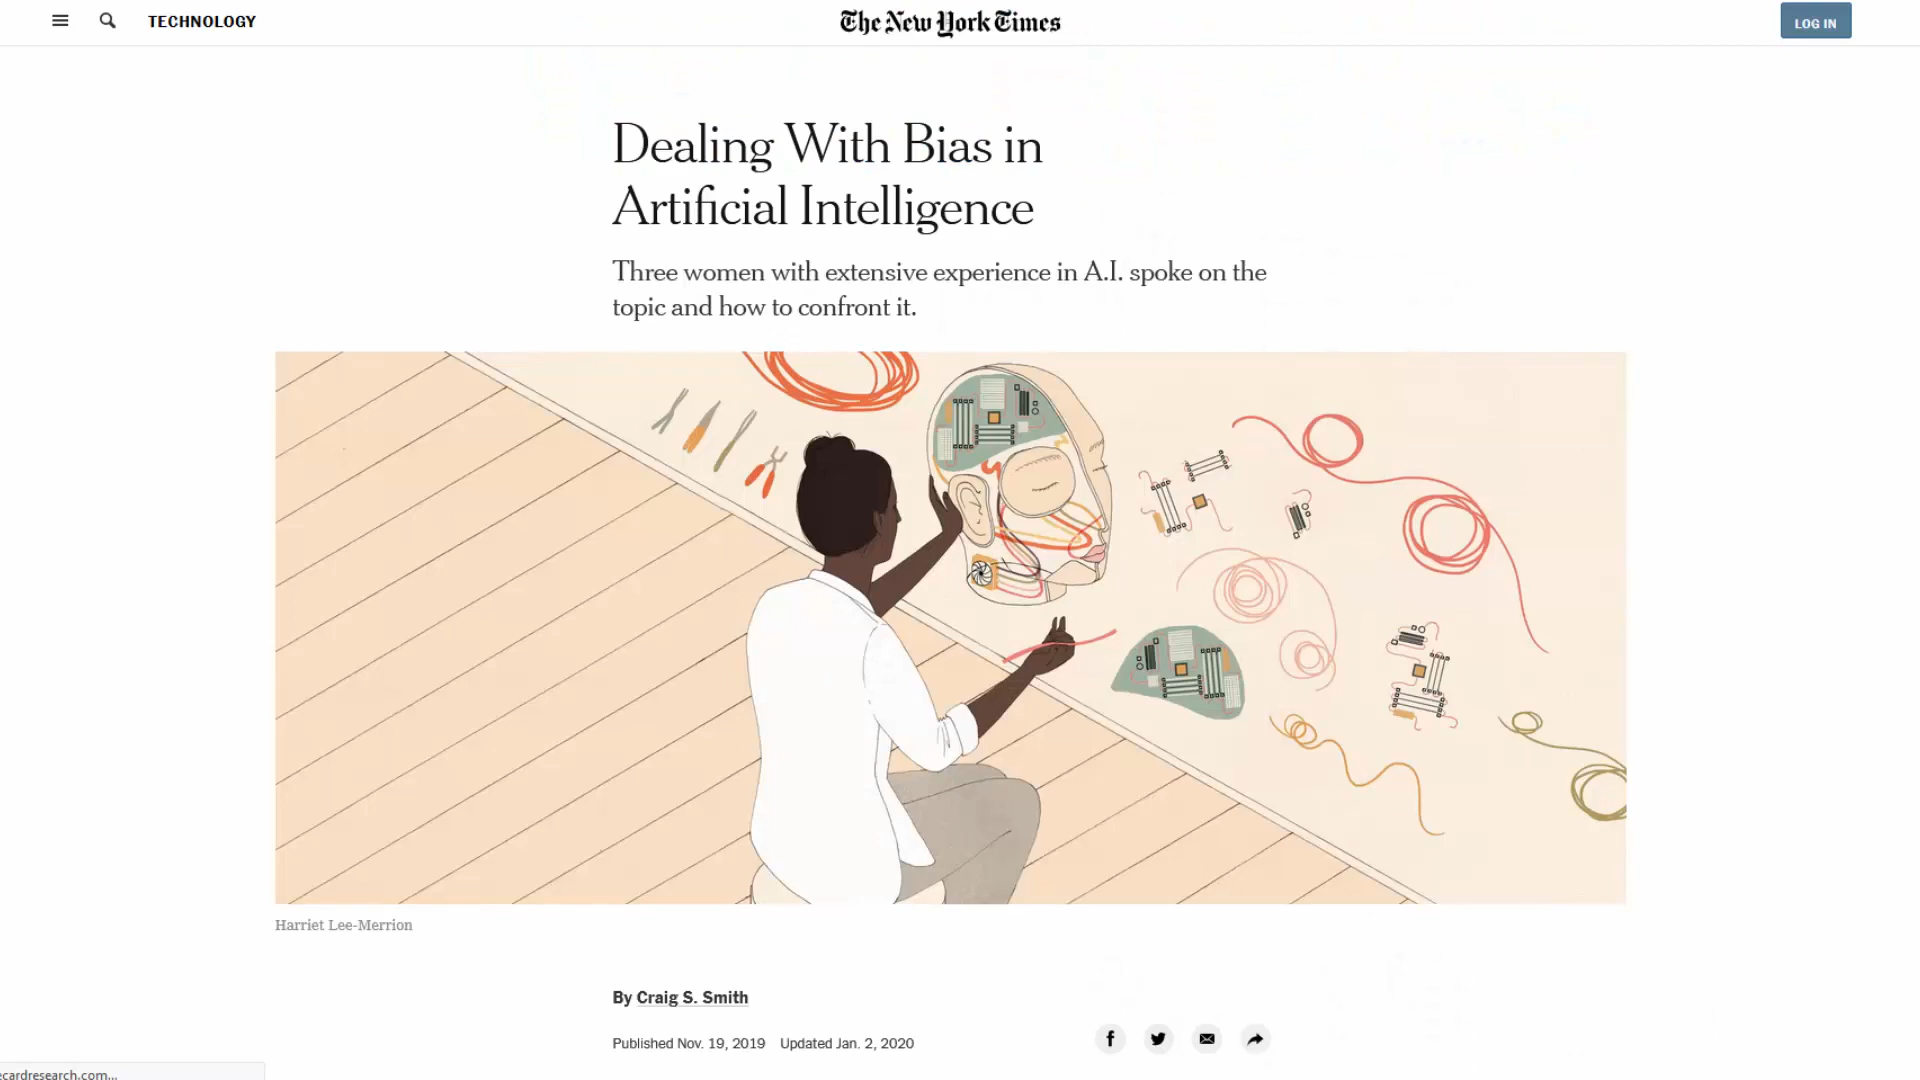 TECHNOLOGY
The New York Times
LOG IN
Dealing With Bias in
Artificial Intelligence
Three women with extensive experience in A.I. spoke on the
topic and how to confront it.
Harriet Lee-Merrion
By Craig S. Smith
Published Nov. 19, 2019 Updated Jan. 2, 2020
ecardresearch.com...